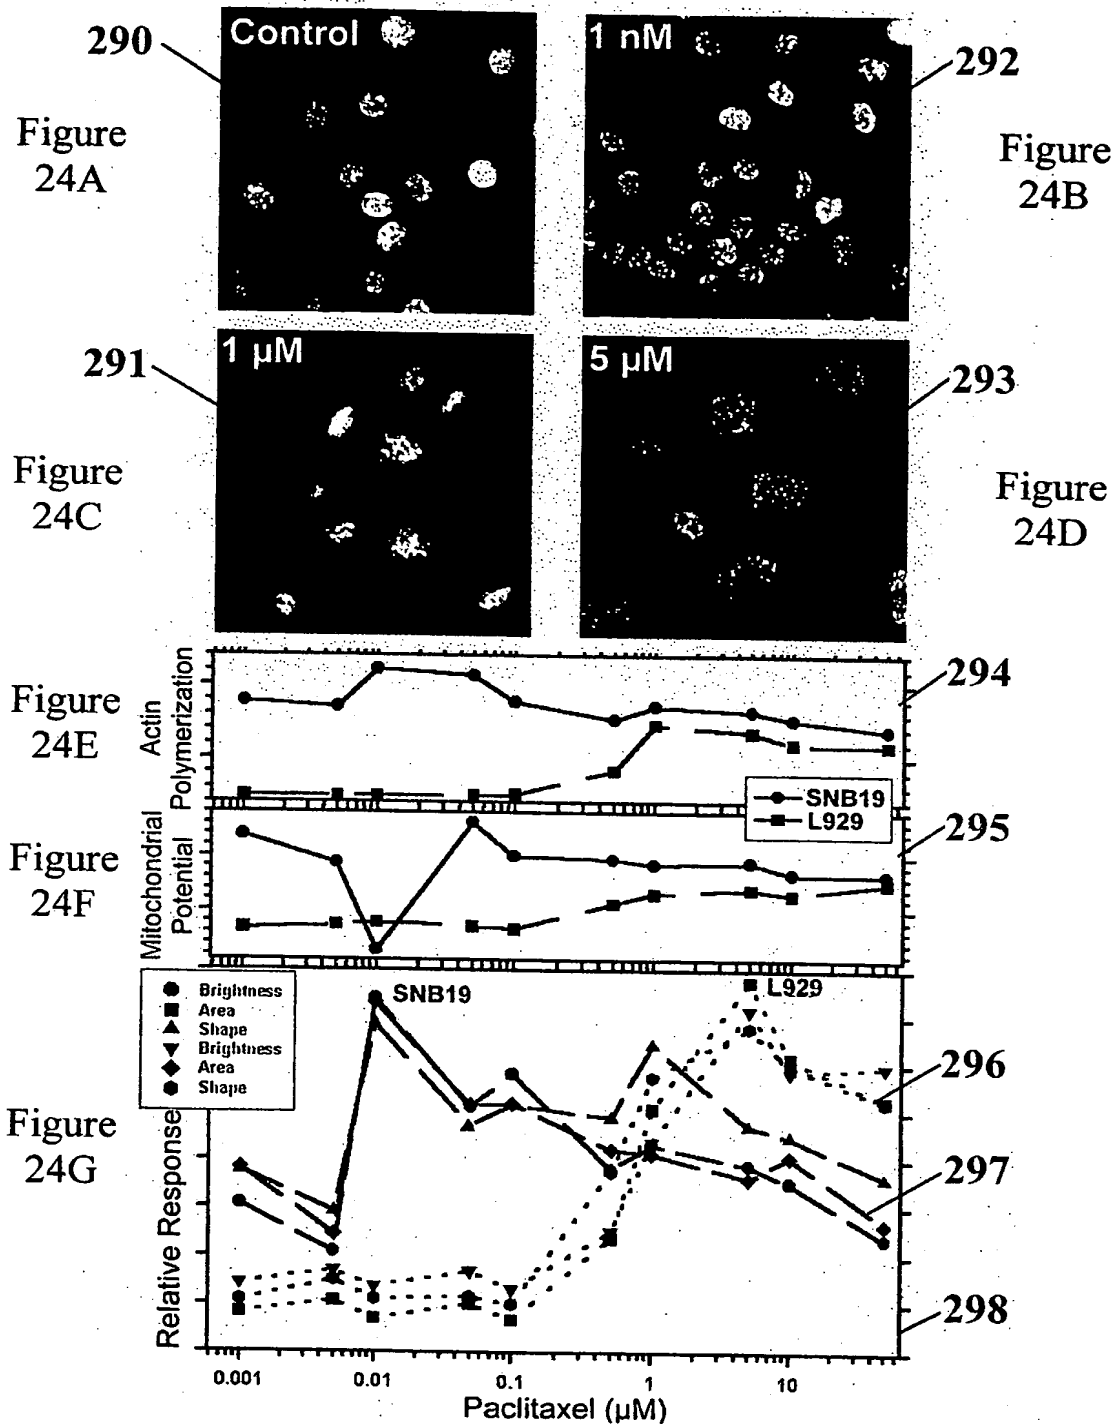 290
Control
1 nM
292
Figure
24A
Figure
24B
291
1 µM
5 µM
293
Figure
24C
Figure
24D
Figure
24E
Actin
Polymerization
294
SNB19
L929
Figure
24F
Mitochondrial
Potential
295
Brightness
Area
Shape
Brightness
Area
Shape
SNB19
L929
Figure
24G
Relative Response
296
297
298
0.001
0.01
0.1
1
10
Paclitaxel (µM)